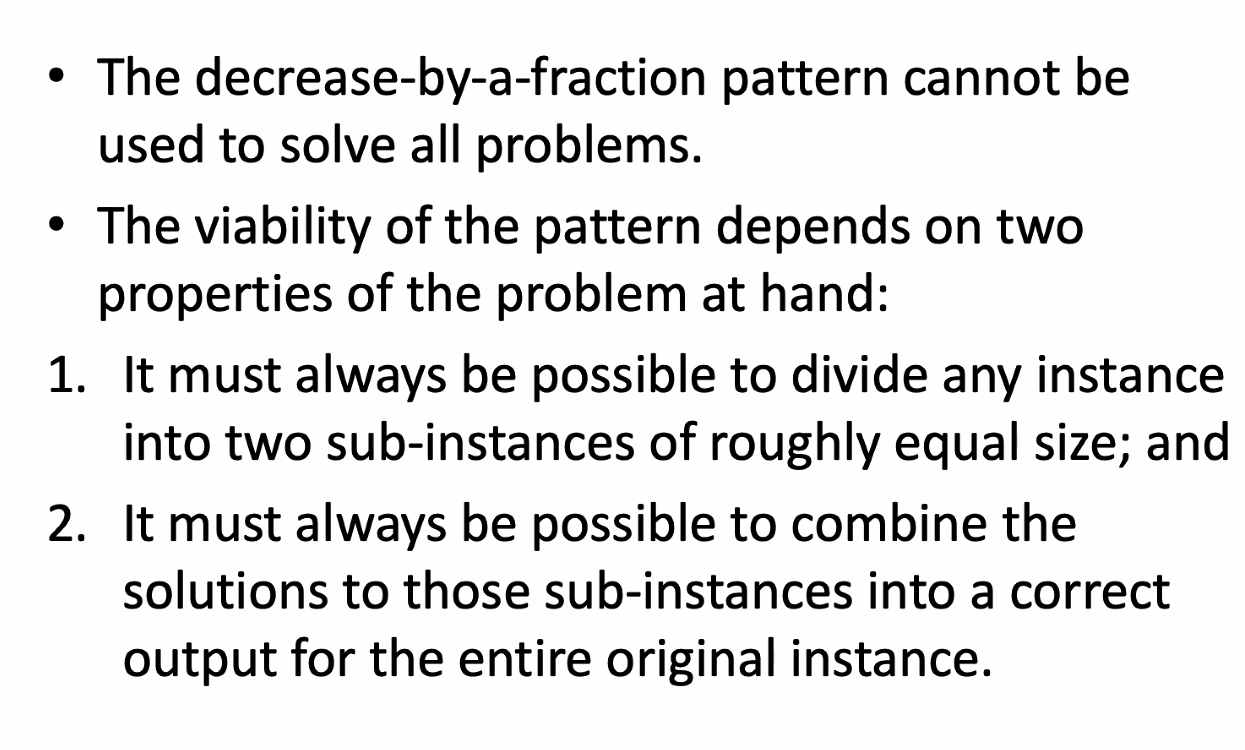 • The decrease-by-a-fraction pattern cannot be
used to solve all problems.
• The viability of the pattern depends on two
properties of the problem at hand:
1. It must always be possible to divide any instance
into two sub-instances of roughly equal size; and
2. It must always be possible to combine the
solutions to those sub-instances into a correct
output for the entire original instance.